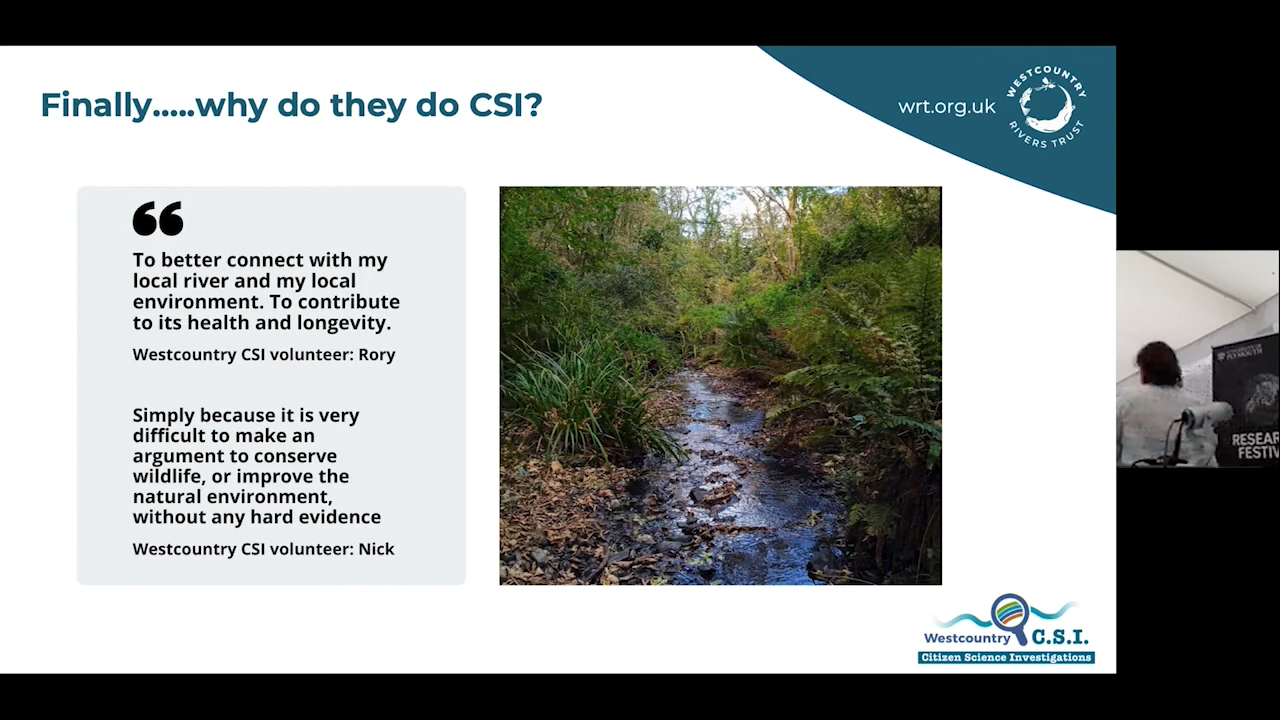 Finally.....why do they do CSI?
wrt.org.uk
WESTCOUNTRY
RIVERS TRUST
To better connect with my
local river and my local
environment. To contribute
to its health and longevity.
Westcountry CSI volunteer: Rory
Simply because it is very
difficult to make an
argument to conserve
wildlife, or improve the
natural environment,
without any hard evidence
Westcountry CSI volunteer: Nick
Westcountry C.S.I.
Citizen Science Investigations
UNIVERSITY OF
PLYMOUTH
RESEAR
FESTIV